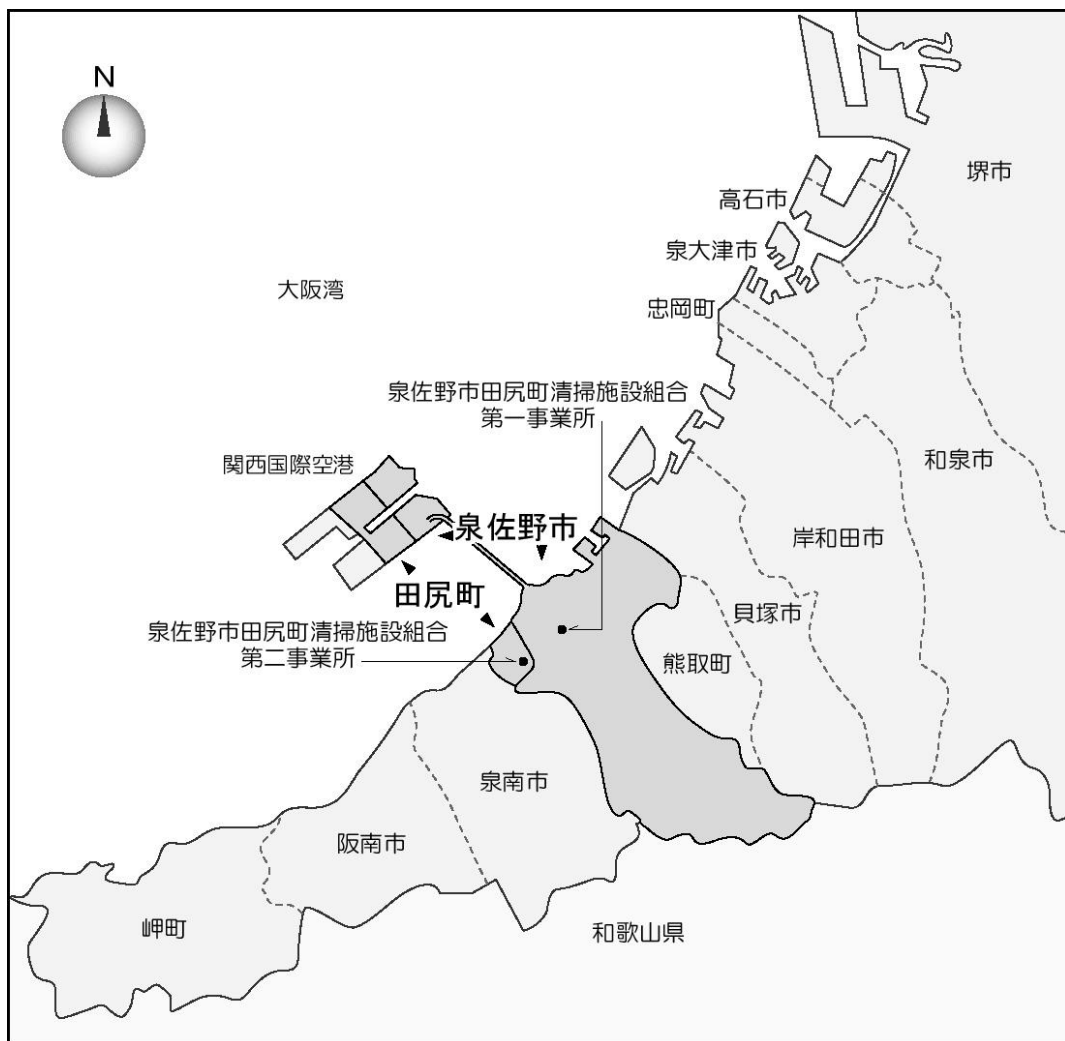 N
堺市
高石市
泉大津市
大阪湾
忠岡町
泉佐野市田尻町清掃施設組合
第一事業所
関西国際空港
和泉市
泉佐野市
岸和田市
田尻町
貝塚市
泉佐野市田尻町清掃施設組合
第二事業所
熊取町
泉南市
阪南市
岬町
和歌山県